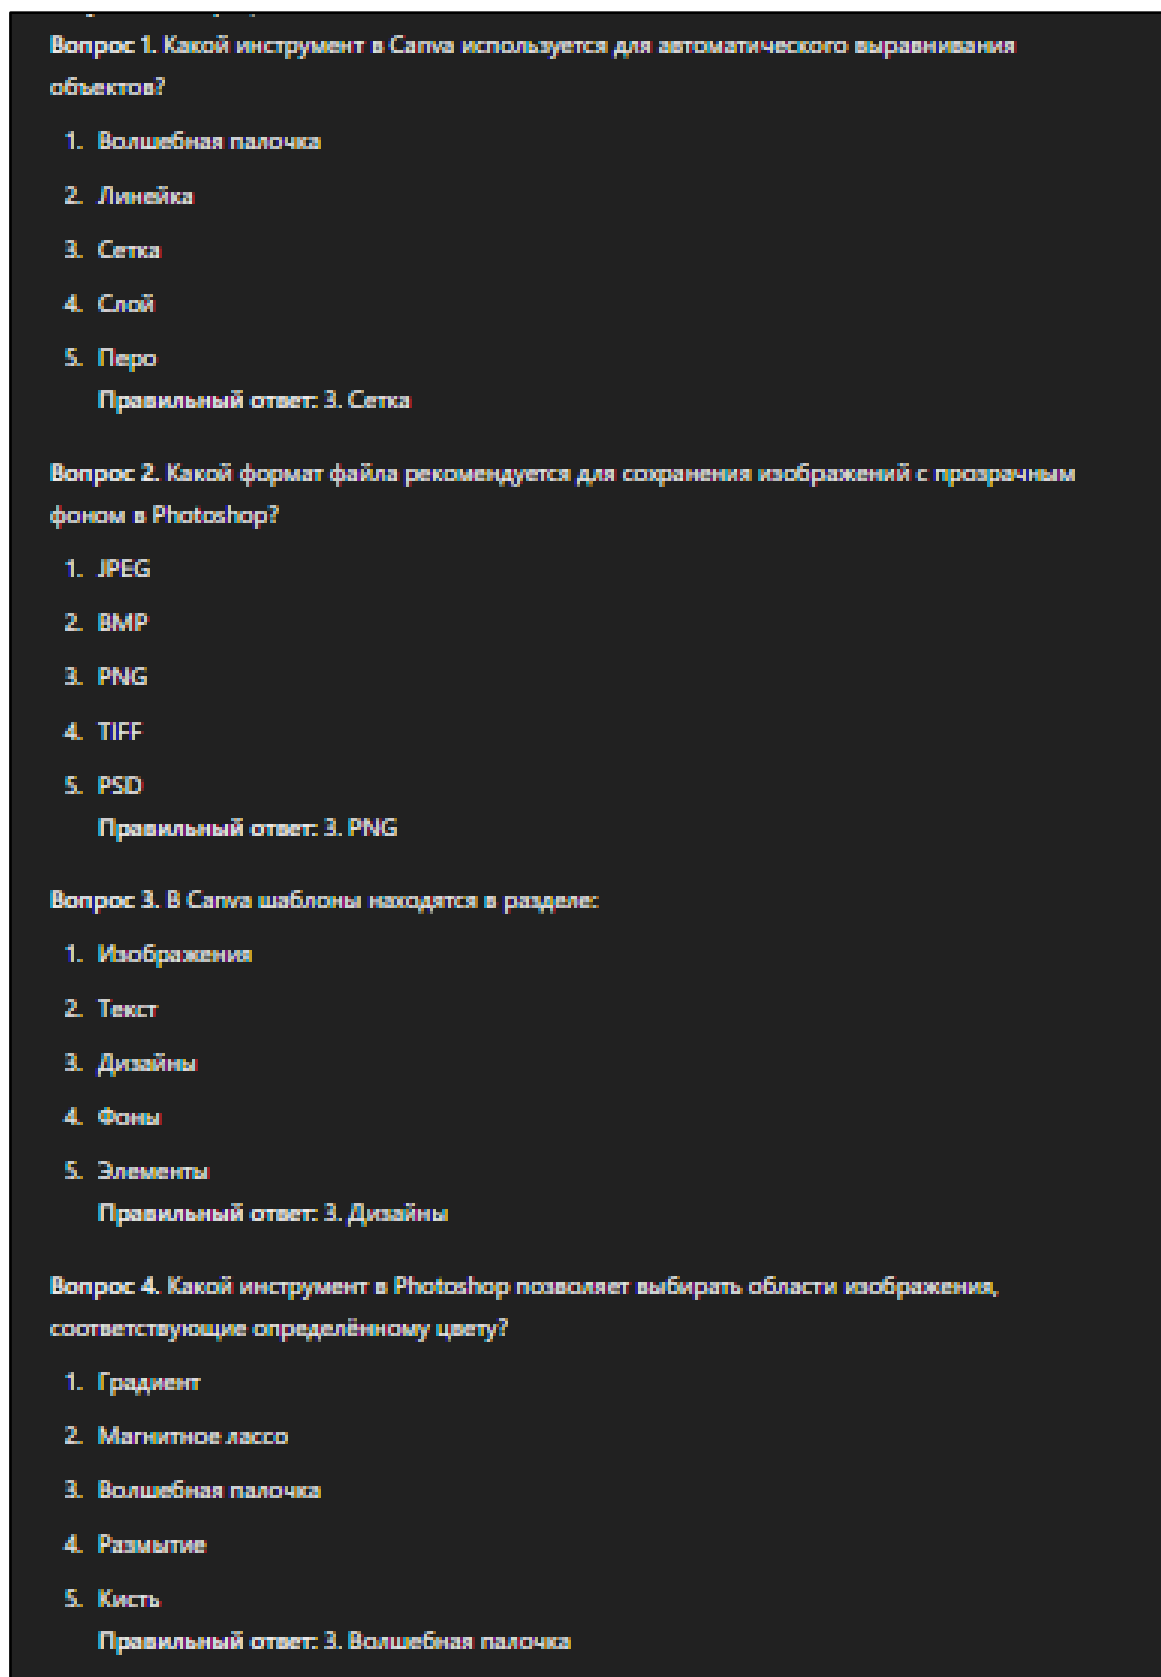 Вопрос 1. Какой инструмент в Canva используется для автоматического выравнивания
объектов?
1. Волшебная палочка
2. Линейка
3. Сетка
4. Слой
5. Перо
Правильный ответ: 3. Сетка
Вопрос 2. Какой формат файла рекомендуется для сохранения изображений с прозрачным
фоном в Photoshop?
1. JPEG
2. BMP
3. PNG
4. TIFF
5. PSD
Правильный ответ: 3. PNG
Вопрос 3. В Canva шаблоны находятся в разделе:
1. Изображения
2. Текст
3. Дизайны
4. Фоны
5. Элементы
Правильный ответ: 3. Дизайны
Вопрос 4. Какой инструмент в Photoshop позволяет выбирать области изображения,
соответствующие определённому цвету?
1. Градиент
2. Магнитное лассо
3. Волшебная палочка
4. Размытие
5. Кисть
Правильный ответ: 3. Волшебная палочка